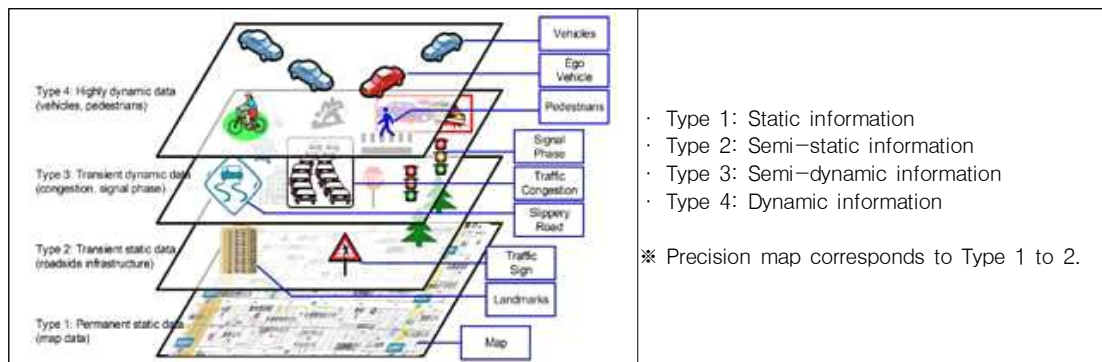 Vehicles
Ego
Vehicle
Type 4: Highly dynamic data
(vehicles, pedestrians)
Pedestrians
Signal
Phase
Type 3: Transient dynamic data
(congestion, signal phase)
Traffic
Congestion
Slippery
Road
Type 2: Transient static data
(roadside infrastructure)
Traffic
Sign
Landmarks
Type 1: Permanent static data
(map data)
Map
· Type 1: Static information
· Type 2: Semi-static information
· Type 3: Semi-dynamic information
· Type 4: Dynamic information
※ Precision map corresponds to Type 1 to 2.